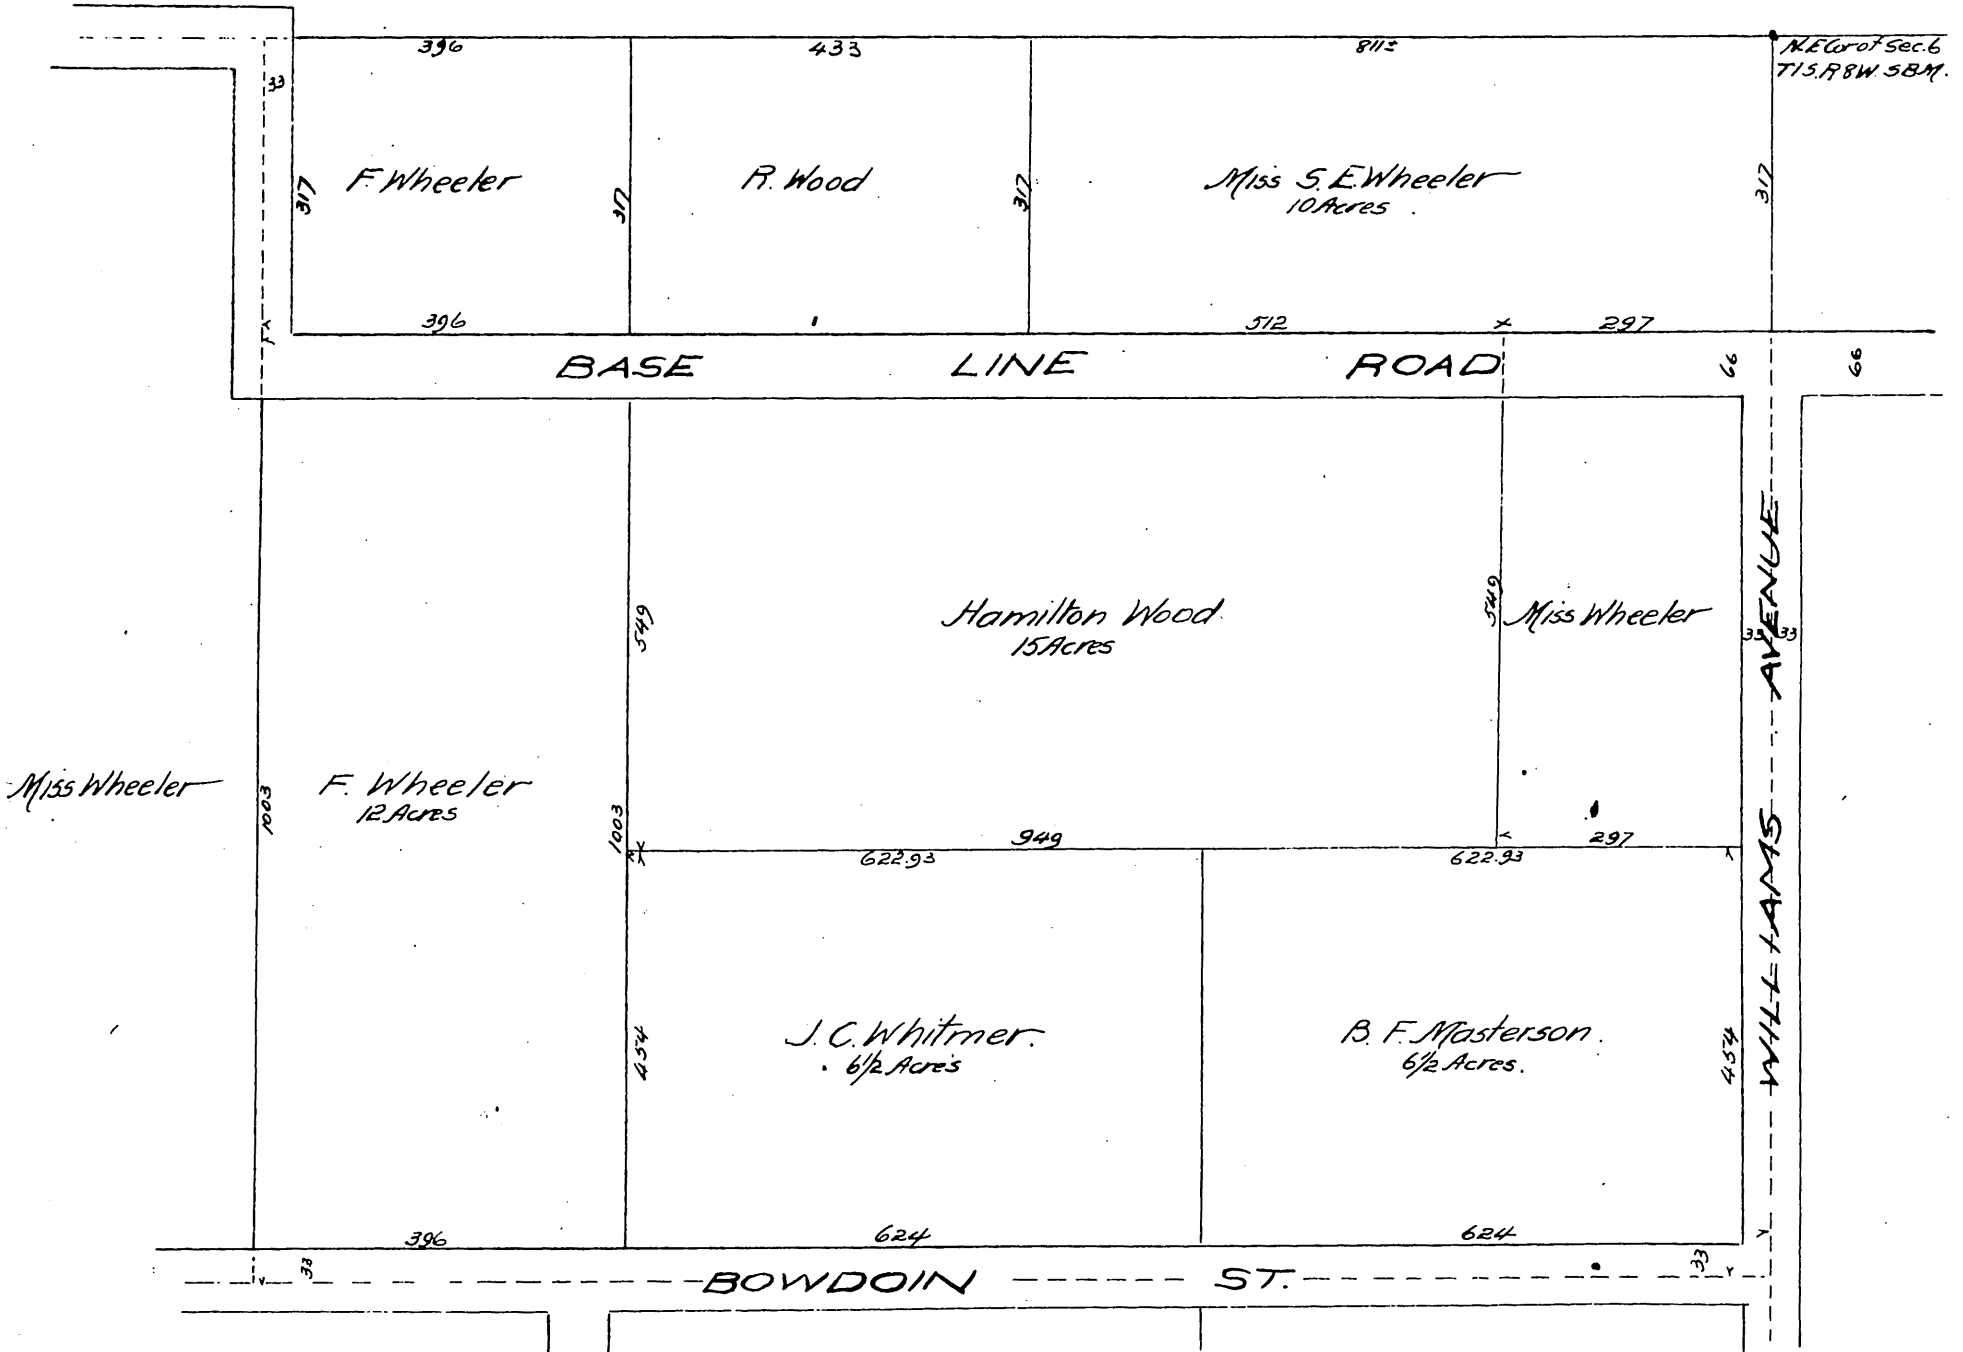 396
433
811±
N.E Cor of Sec. 6
T1S. R8W. SBM.
33
317
F. Wheeler
317
R. Wood
317
Miss S. E. Wheeler
10 Acres
317
396
512
297
BASE LINE ROAD
66
66
549
Hamilton Wood
15 Acres
549
Miss Wheeler
33
33
WILLIAMS AVENUE
Miss Wheeler
1003
F. Wheeler
12 Acres
1003
949
297
622.93
622.93
454
J. C. Whitmer.
6½ Acres
B. F. Masterson.
6½ Acres.
454
396
624
624
33
BOWDOIN ST.
33